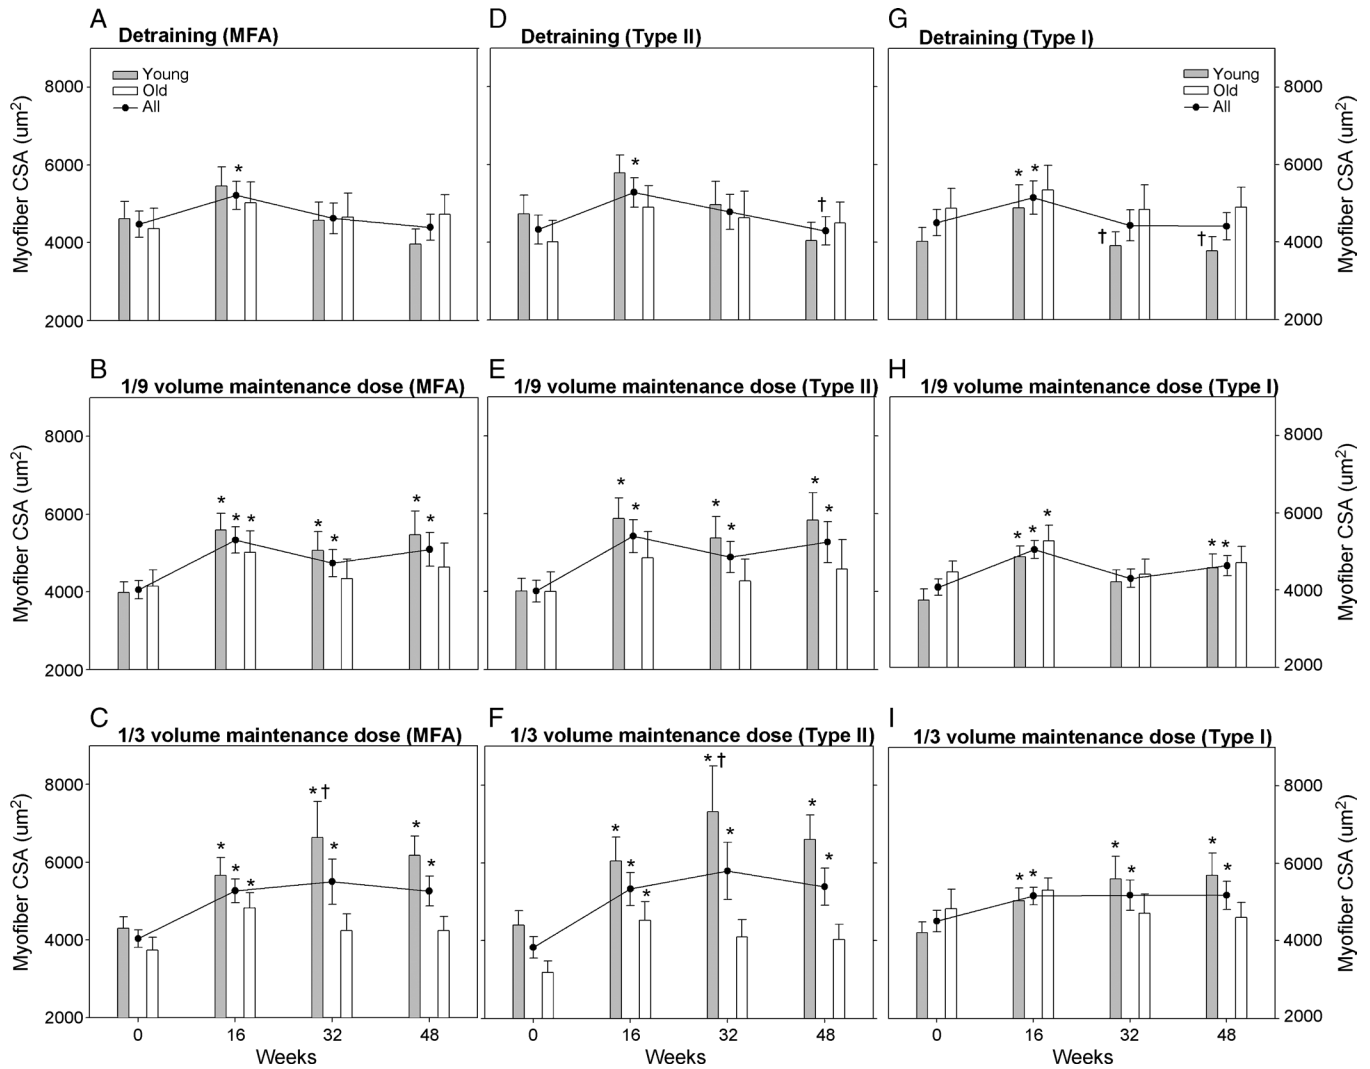 A
Detraining (MFA)
D
Detraining (Type II)
G
Detraining (Type I)
Young
Old
All
Young
Old
All
Myofiber CSA (um²)
8000
6000
4000
2000
*
*
†
*
*
†
†
8000
6000
4000
2000
Myofiber CSA (um²)
B
1/9 volume maintenance dose (MFA)
E
1/9 volume maintenance dose (Type II)
H
1/9 volume maintenance dose (Type I)
Myofiber CSA (um²)
8000
6000
4000
2000
* * * * * * *
* * * * * *
* * * * *
8000
6000
4000
2000
Myofiber CSA (um²)
C
1/3 volume maintenance dose (MFA)
F
1/3 volume maintenance dose (Type II)
I
1/3 volume maintenance dose (Type I)
Myofiber CSA (um²)
8000
6000
4000
2000
* * * * † * * *
* * * * † * * *
* * * * * *
8000
6000
4000
2000
Myofiber CSA (um²)
0 16 32 48
0 16 32 48
0 16 32 48
Weeks
Weeks
Weeks